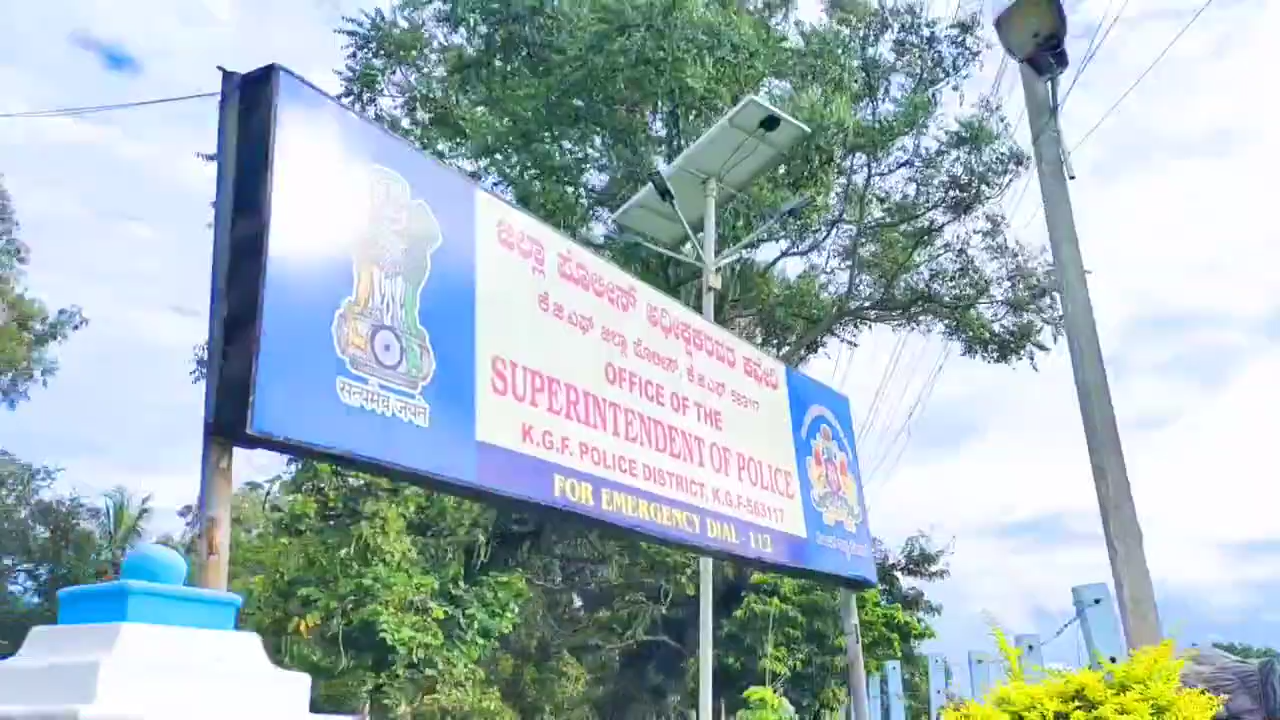 सत्यमेव जयते
ಜಿಲ್ಲಾ ಪೊಲೀಸ್ ಅಧೀಕ್ಷಕರವರ ಕಛೇರಿ
ಕೆ.ಜಿ.ಎಫ್ ಜಿಲ್ಲಾ ಪೊಲೀಸ್, ಕೆ.ಜಿ.ಎಫ್ 563117
OFFICE OF THE
SUPERINTENDENT OF POLICE
K.G.F. POLICE DISTRICT, K.G.F-563117
FOR EMERGENCY DIAL - 112